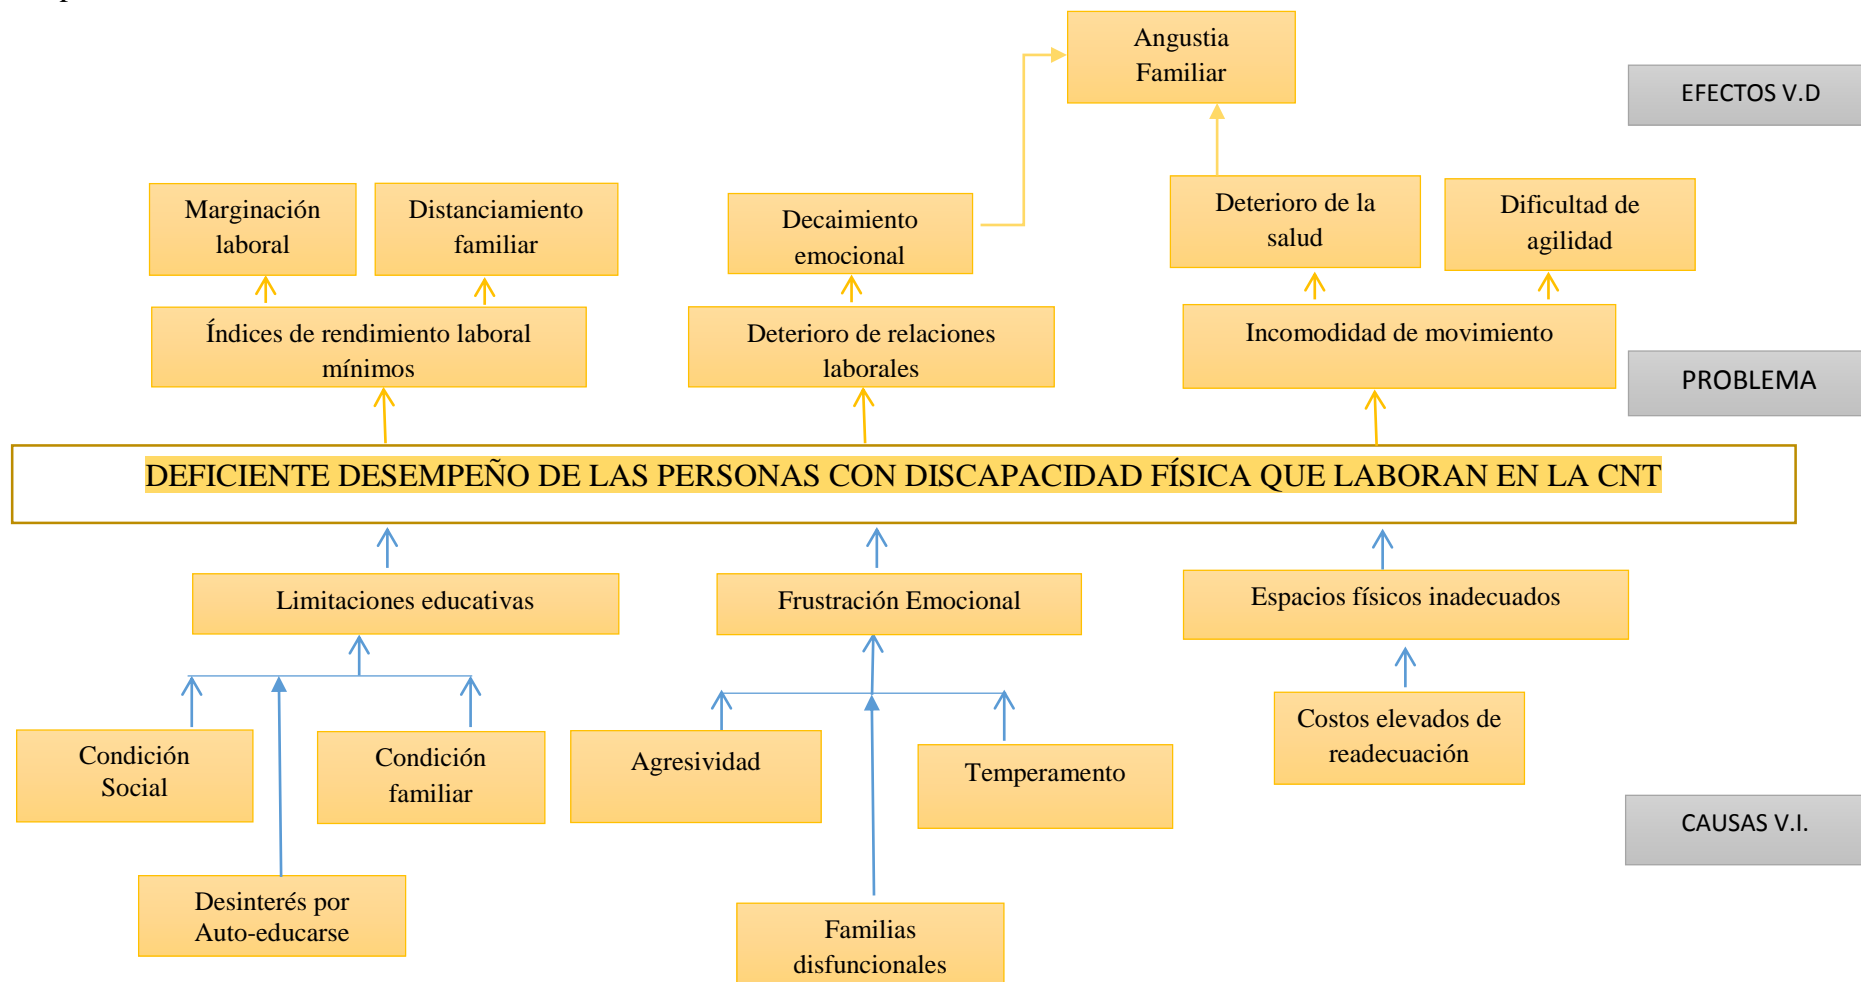 Angustia
Familiar
EFECTOS V.D
Marginación
laboral
Distanciamiento
familiar
Decaimiento
emocional
Deterioro de la
salud
Dificultad de
agilidad
Índices de rendimiento laboral
mínimos
Deterioro de relaciones
laborales
Incomodidad de movimiento
PROBLEMA
DEFICIENTE DESEMPEÑO DE LAS PERSONAS CON DISCAPACIDAD FÍSICA QUE LABORAN EN LA CNT
Limitaciones educativas
Frustración Emocional
Espacios físicos inadecuados
Condición
Social
Condición
familiar
Agresividad
Temperamento
Costos elevados de
readecuación
CAUSAS V.I.
Desinterés por
Auto-educarse
Familias
disfuncionales